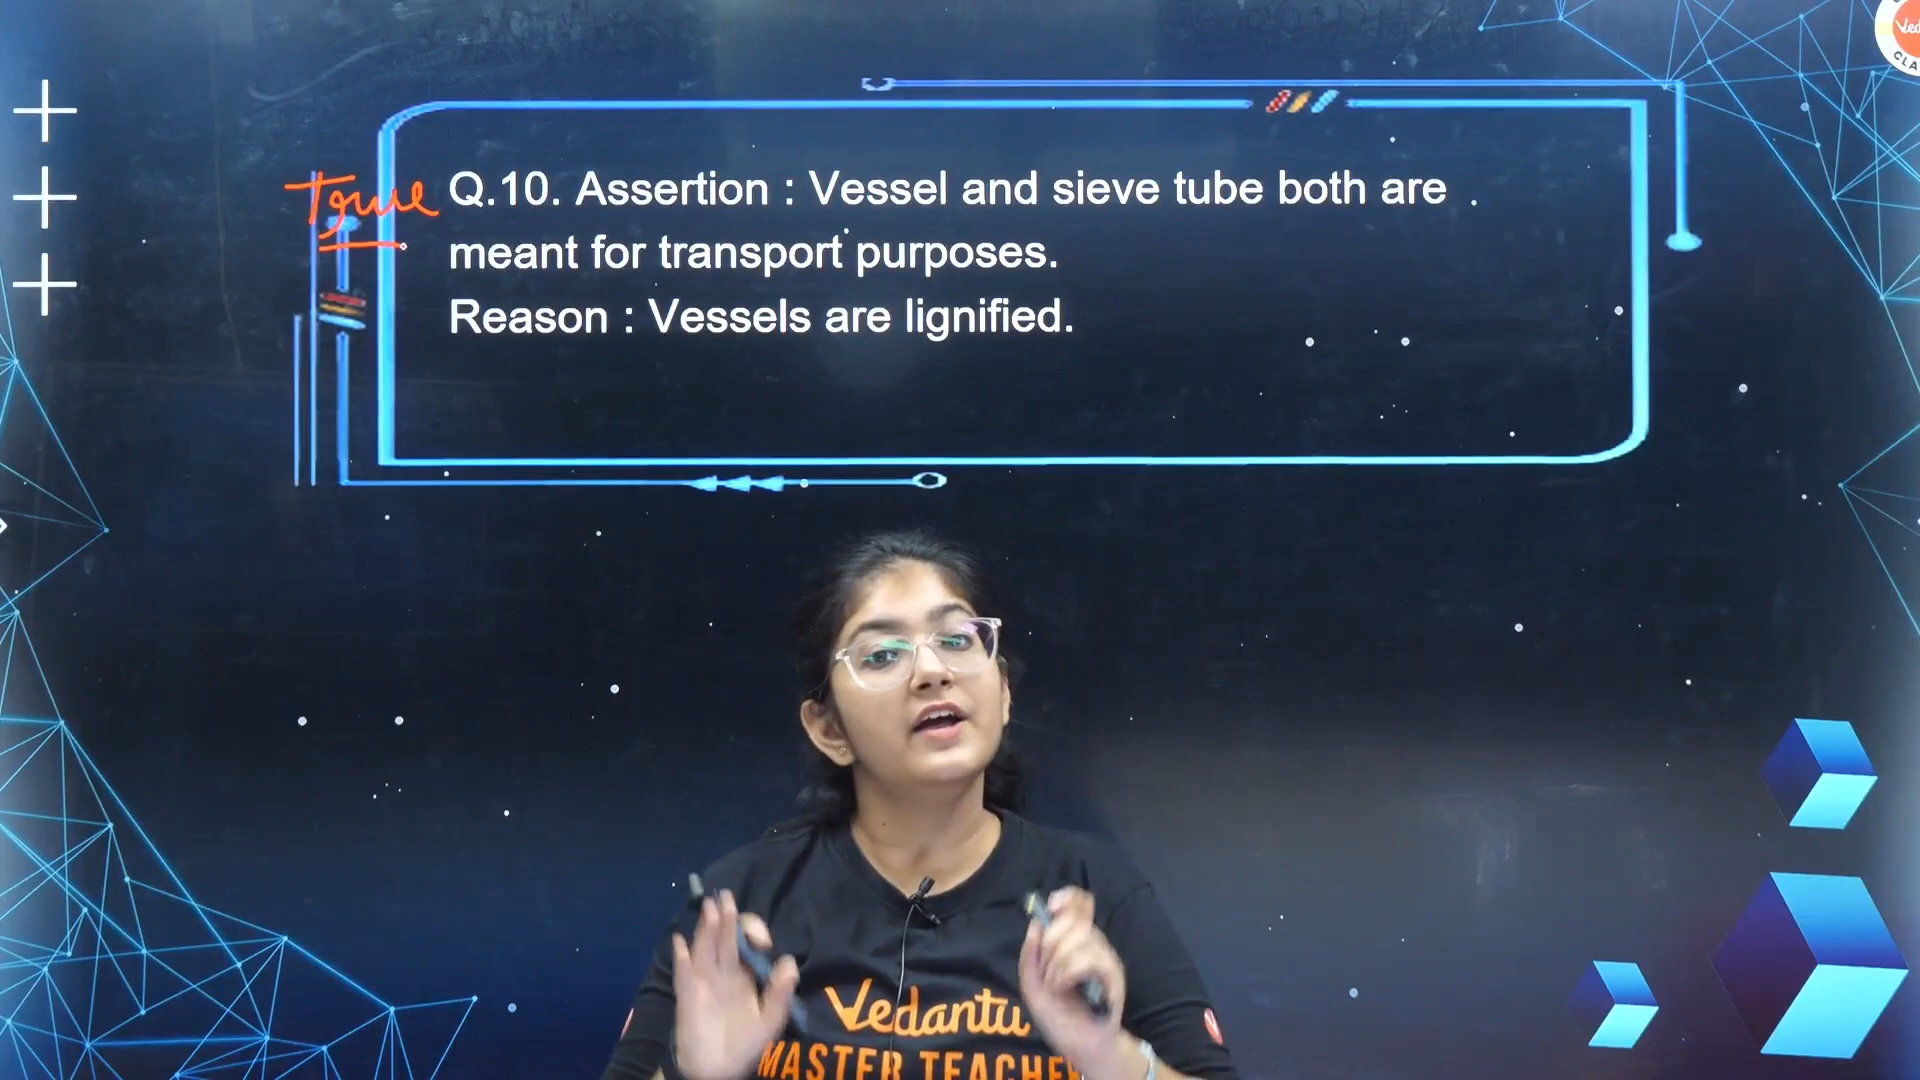 True
Q.10. Assertion : Vessel and sieve tube both are
meant for transport purposes.
Reason : Vessels are lignified.
Vedantu
MASTER TEACHER